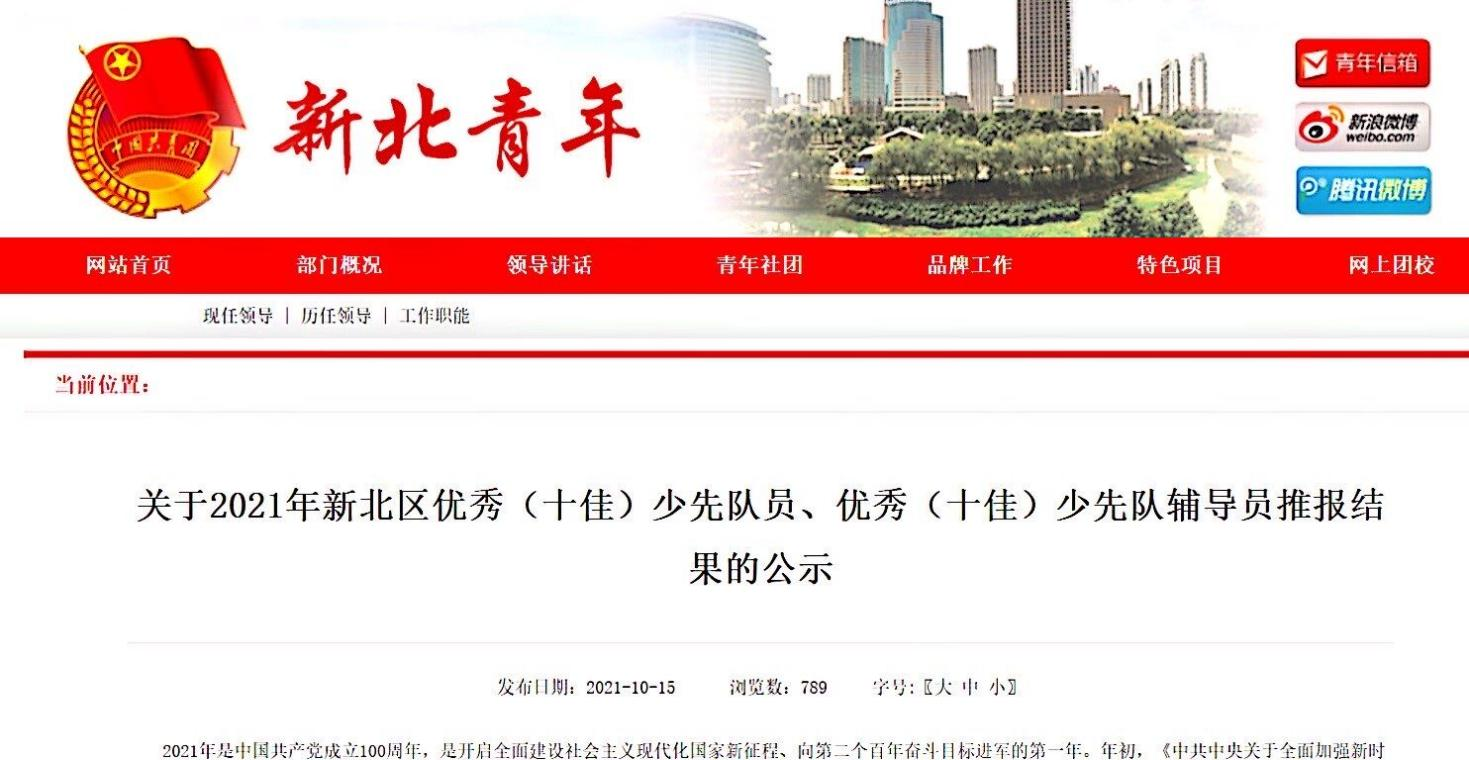 中国共青团
新北青年
青年信箱
新浪微博
weibo.com
腾讯微博
网站首页 部门概况 领导讲话 青年社团 品牌工作 特色项目 网上团校
现任领导 | 历任领导 | 工作职能
当前位置:
关于2021年新北区优秀（十佳）少先队员、优秀（十佳）少先队辅导员推报结
果的公示
发布日期: 2021-10-15 浏览数: 789 字号:〖大 中 小〗
2021年是中国共产党成立100周年，是开启全面建设社会主义现代化国家新征程、向第二个百年奋斗目标进军的第一年。年初，《中共中央关于全面加强新时